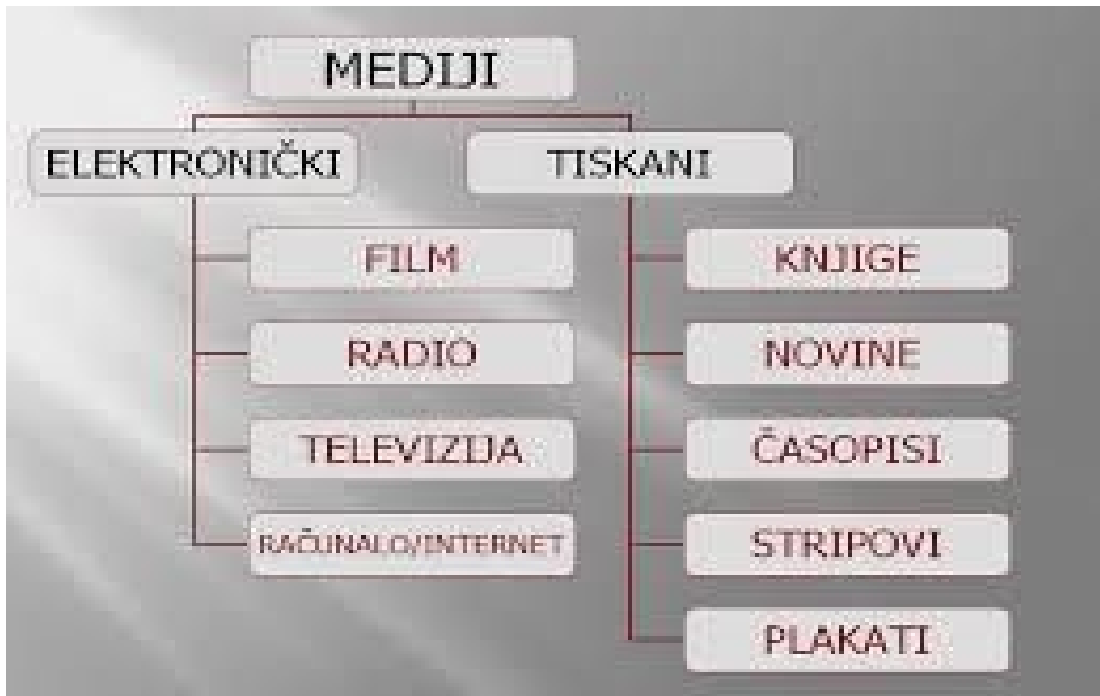 MEDIJI
ELEKTRONIČKI
TISKANI
FILM
RADIO
TELEVIZIJA
RAČUNALO/INTERNET
KNJIGE
NOVINE
ČASOPISI
STRIPOVI
PLAKATI